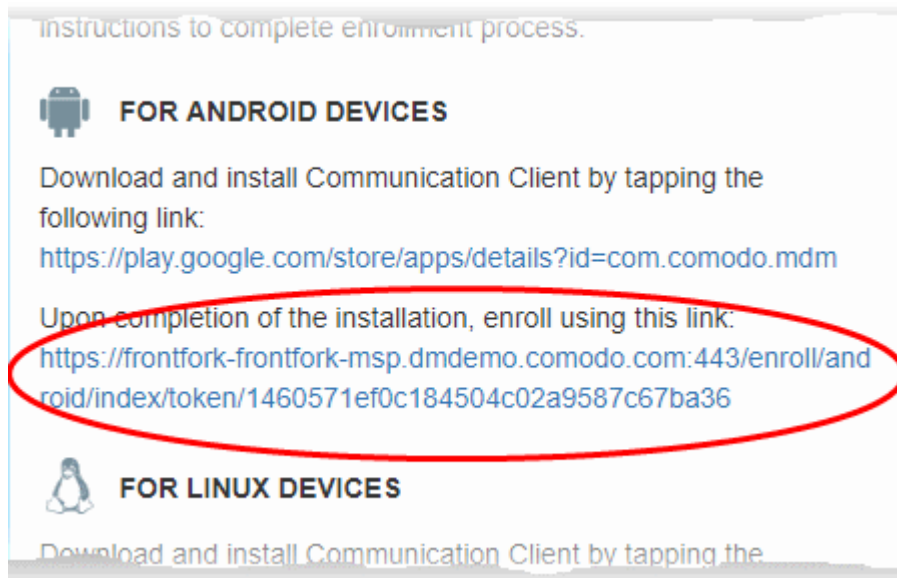 instructions to complete enrollment process.
FOR ANDROID DEVICES
Download and install Communication Client by tapping the
following link:
https://play.google.com/store/apps/details?id=com.comodo.mdm
Upon completion of the installation, enroll using this link:
https://frontfork-frontfork-msp.dmdemo.comodo.com:443/enroll/and
roid/index/token/1460571ef0c184504c02a9587c67ba36
FOR LINUX DEVICES
Download and install Communication Client by tapping the